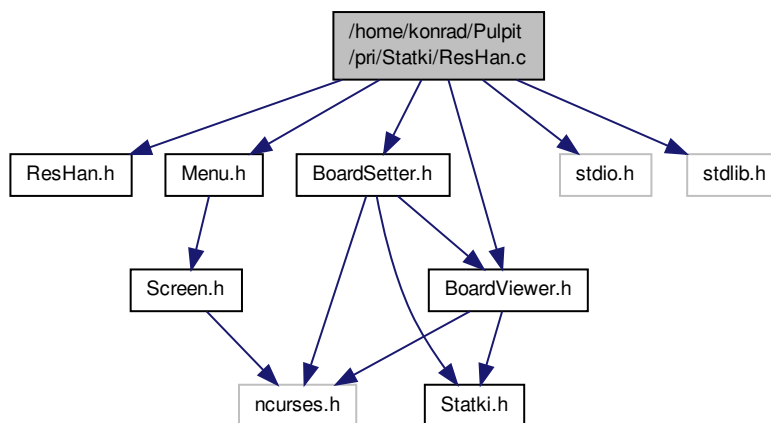 /home/konrad/Pulpit
/pri/Statki/ResHan.c
ResHan.h
Menu.h
BoardSetter.h
stdio.h
stdlib.h
Screen.h
BoardViewer.h
ncurses.h
Statki.h